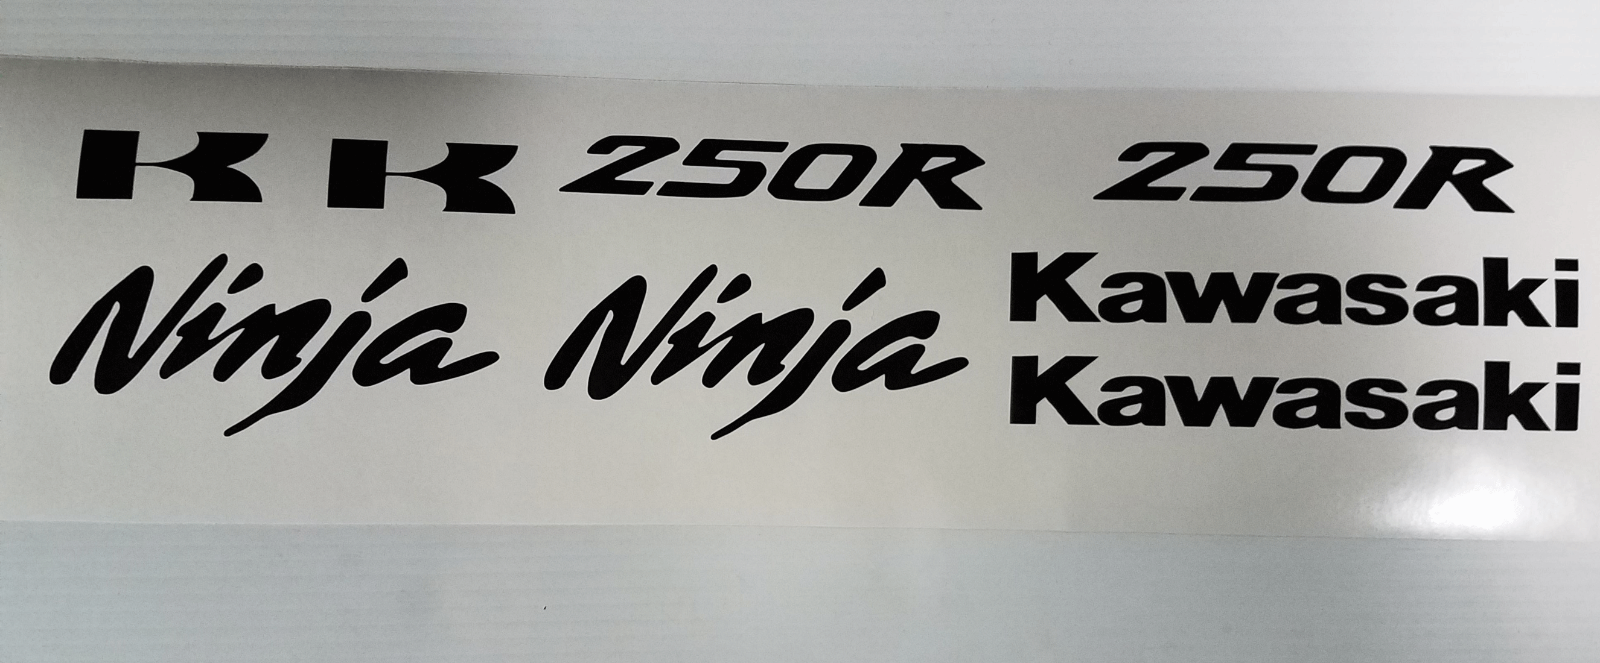 K K 250R 250R
Ninja Ninja Kawasaki
Kawasaki